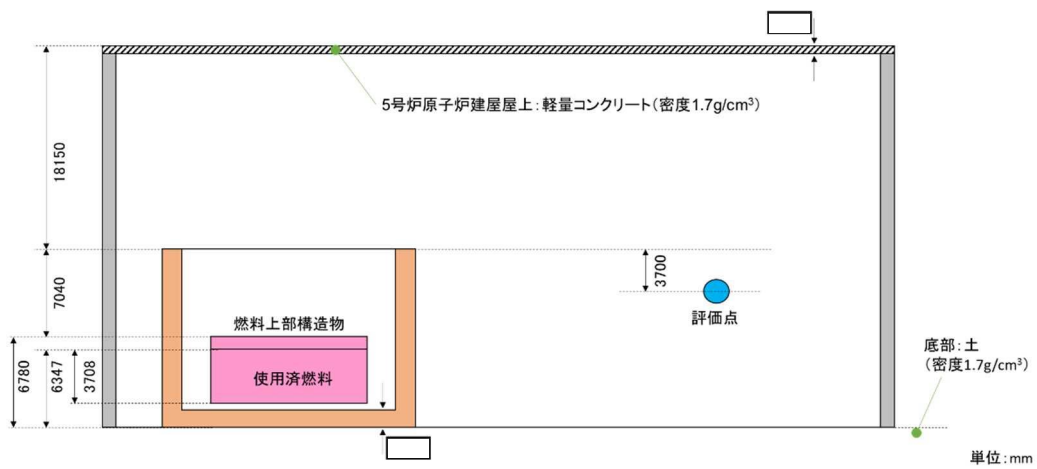 5号炉原子炉建屋屋上：軽量コンクリート（密度1.7g/cm³）
18150
7040
3700
評価点
燃料上部構造物
使用済燃料
6780
6347
3708
底部：土
（密度1.7g/cm³）
単位：mm